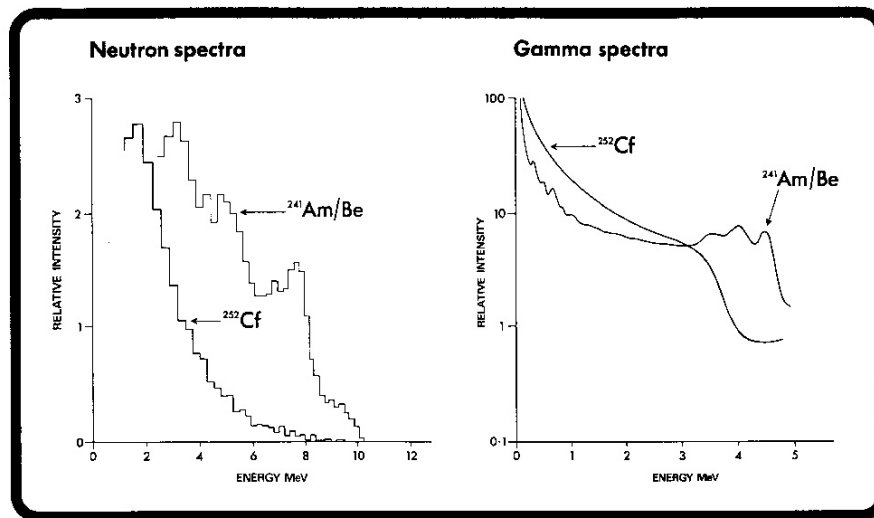 Neutron spectra
3
2
1
0
RELATIVE INTENSITY
²⁴¹Am/Be
²⁵²Cf
0 2 4 6 8 10 12
ENERGY MeV
Gamma spectra
100
10
1
0·1
RELATIVE INTENSITY
²⁵²Cf
²⁴¹Am/Be
0 1 2 3 4 5
ENERGY MeV